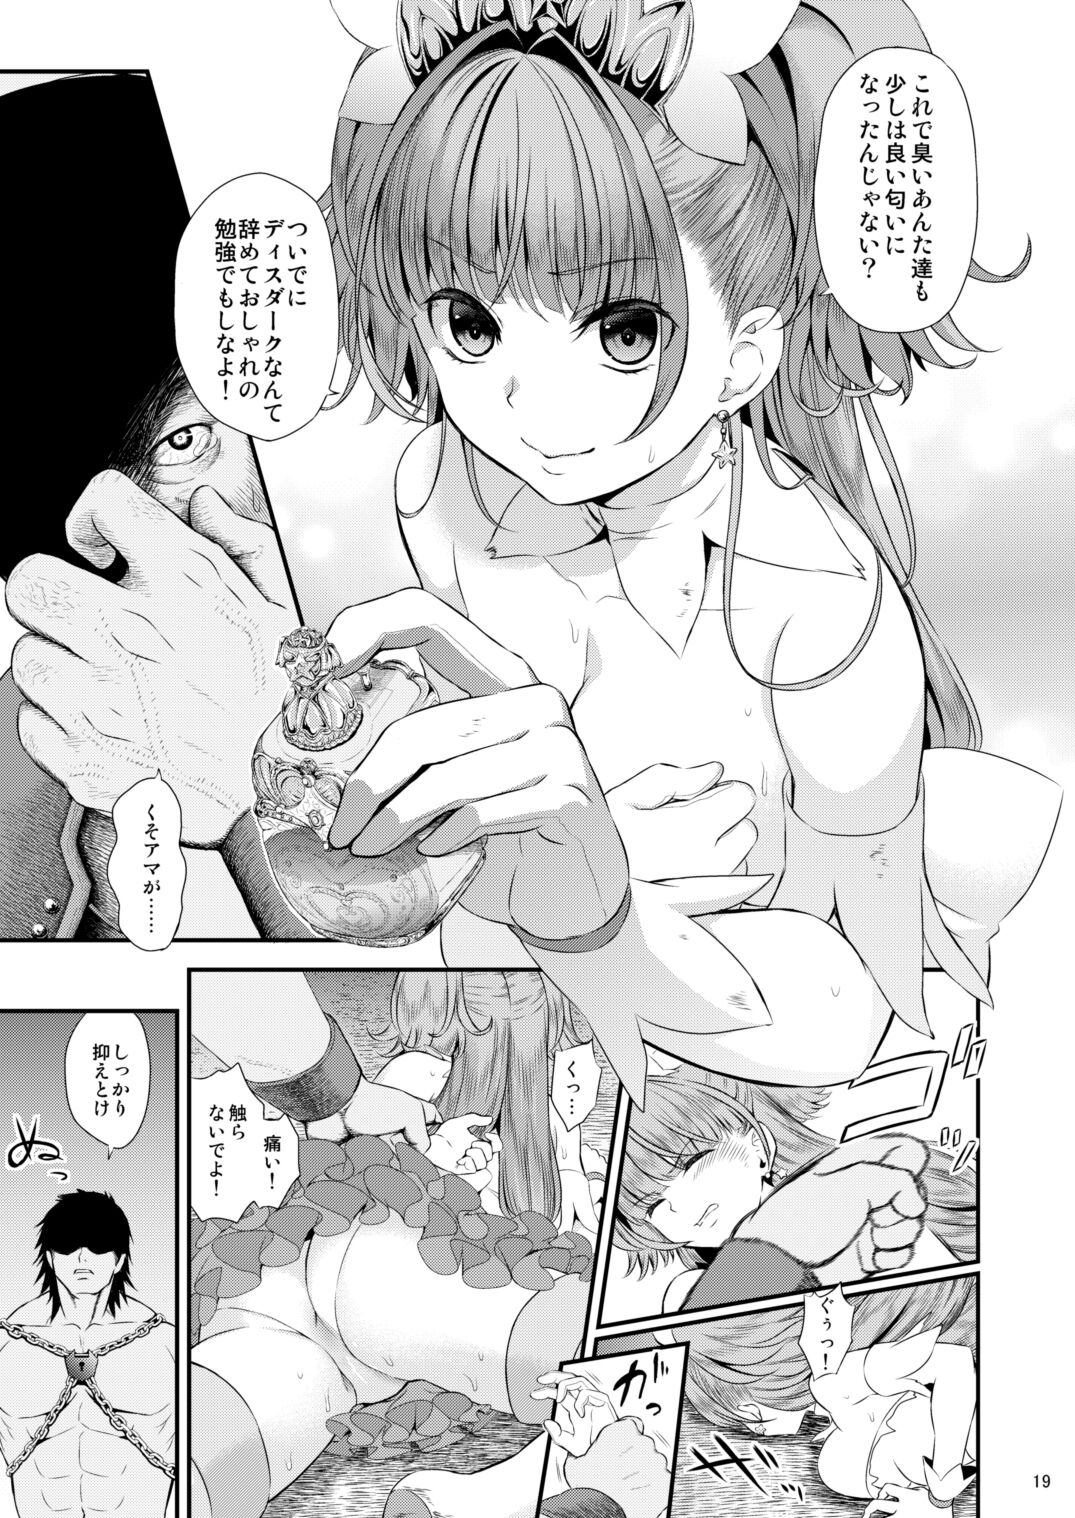 これで臭いあんた達も
少しは良い匂いに
なったんじゃない？
ついでに
ディスダークなんて
辞めておしゃれの
勉強でもしなよ！
くそアマが……
ゴッ
くっ…
痛い！
触ら
ないでよ！
ぐぅっ！
ガッ
しっかり
抑えとけ
ぬっ
19